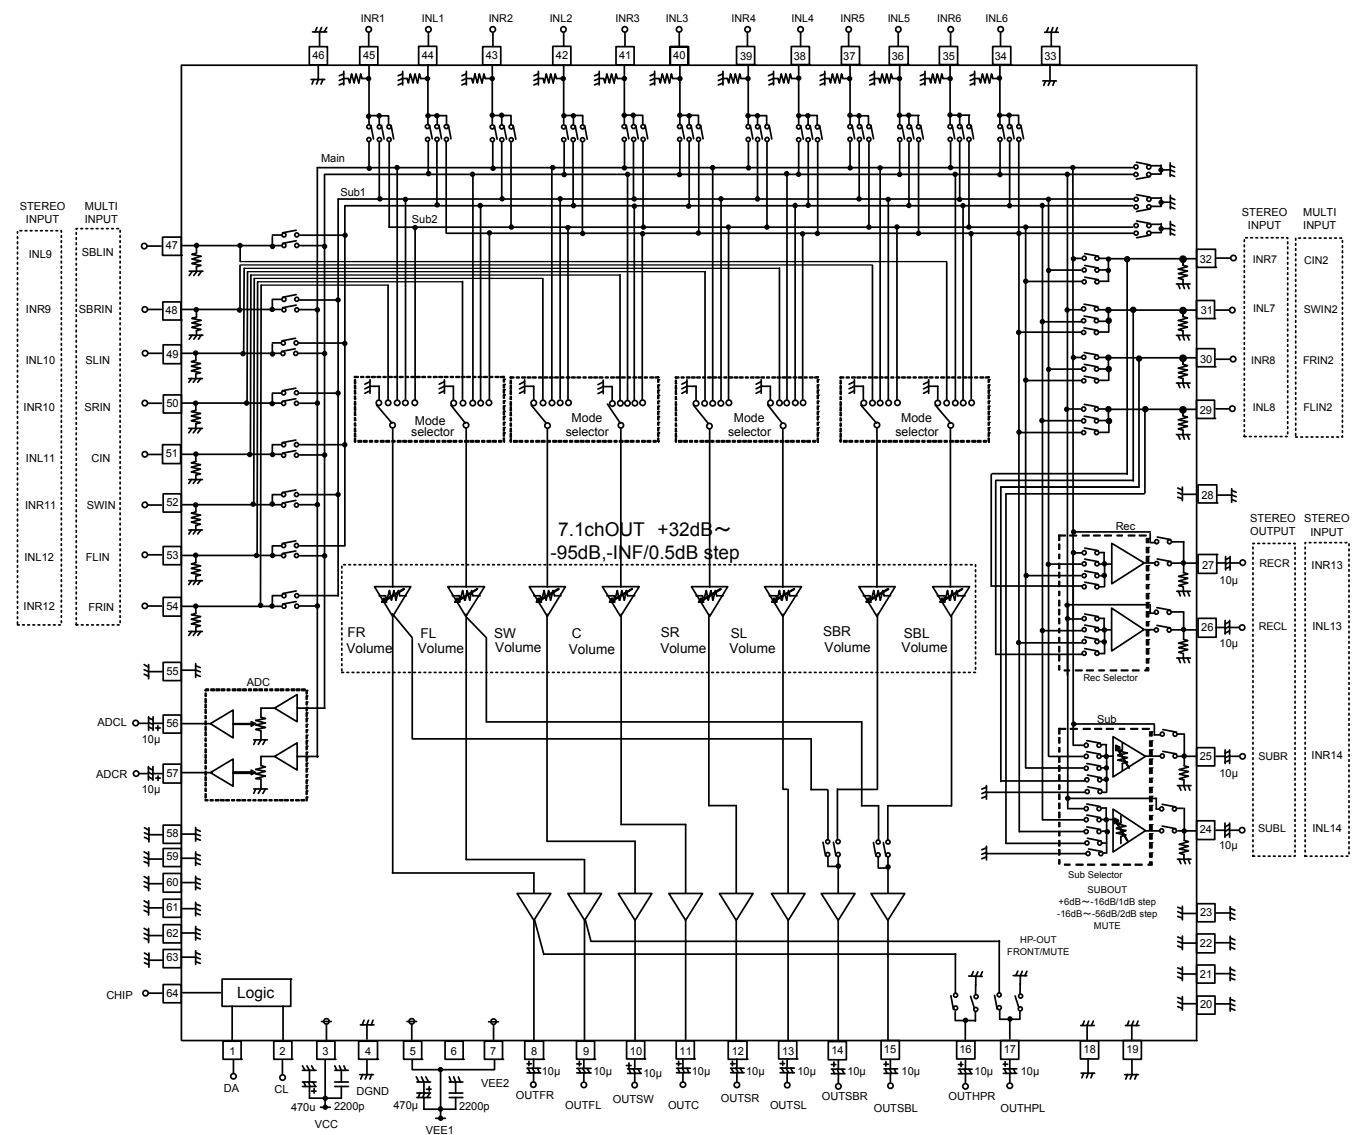 INR1 INL1 INR2 INL2 INR3 INL3 INR4 INL4 INR5 INL5 INR6 INL6
46 45 44 43 42 41 40 39 38 37 36 35 34 33
Main
Sub1
Sub2
STEREO INPUT
MULTI INPUT
INL9 SBLIN 47
INR9 SBRIN 48
INL10 SLIN 49
INR10 SRIN 50
INL11 CIN 51
INR11 SWIN 52
INL12 FLIN 53
INR12 FRIN 54
STEREO INPUT
MULTI INPUT
32 INR7 CIN2
31 INL7 SWIN2
30 INR8 FRIN2
29 INL8 FLIN2
28
Mode selector
Mode selector
Mode selector
Mode selector
7.1chOUT +32dB～
-95dB,-INF/0.5dB step
FR Volume
FL Volume
SW Volume
C Volume
SR Volume
SL Volume
SBR Volume
SBL Volume
STEREO OUTPUT
STEREO INPUT
Rec
27 10μ RECR INR13
26 10μ RECL INL13
Rec Selector
Sub
25 10μ SUBR INR14
24 10μ SUBL INL14
Sub Selector
SUBOUT
+6dB～-16dB/1dB step
-16dB～-56dB/2dB step
MUTE
55
ADC
ADCL 10μ 56
ADCR 10μ 57
58
59
60
61
62
63
CHIP 64
Logic
23
22
21
20
HP-OUT
FRONT/MUTE
1 2 3 4 5 6 7 8 9 10 11 12 13 14 15 16 17 18 19
DA CL DGND VEE2
470u 2200p
VCC
470μ 2200p
VEE1
10μ 10μ 10μ 10μ 10μ 10μ 10μ 10μ 10μ 10μ
OUTFR OUTFL OUTSW OUTC OUTSR OUTSL OUTSBR OUTSBL OUTHPR OUTHPL